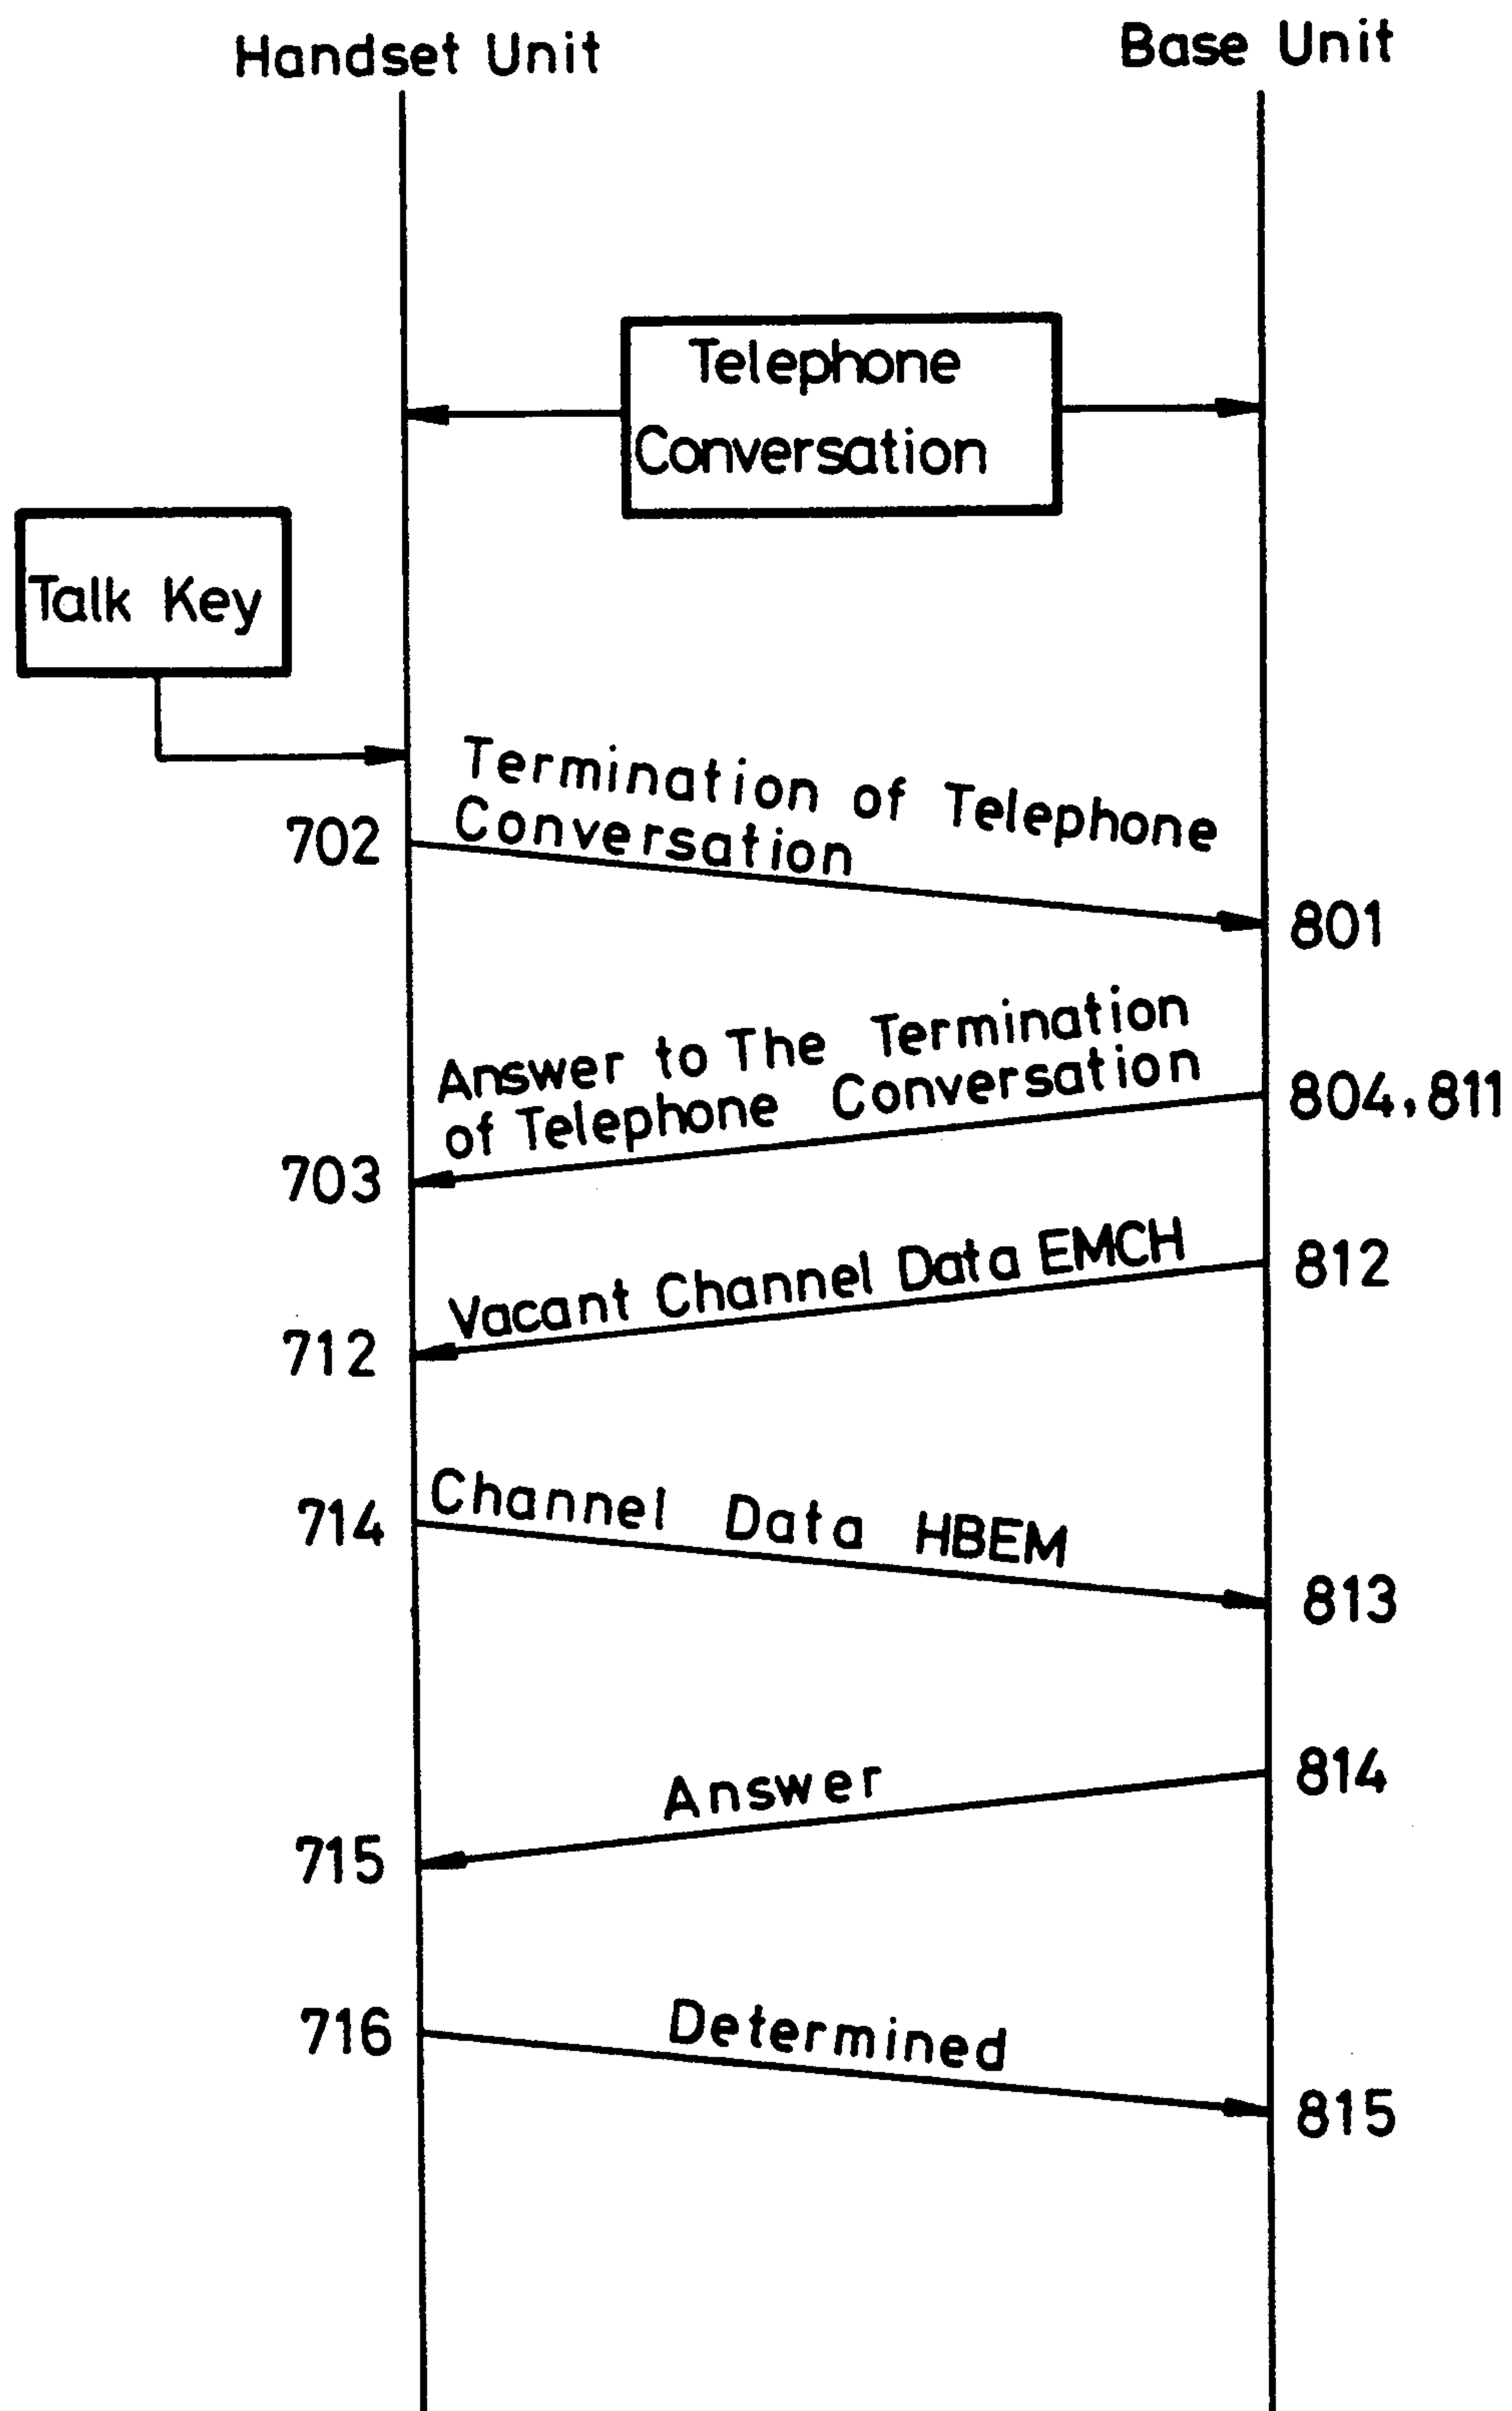 Handset Unit
Base Unit
Telephone
Conversation
Talk Key
Termination of Telephone
Conversation
702
801
Answer to The Termination
of Telephone Conversation
804,811
703
Vacant Channel Data EMCH
812
712
Channel Data HBEM
714
813
Answer
814
715
Determined
716
815